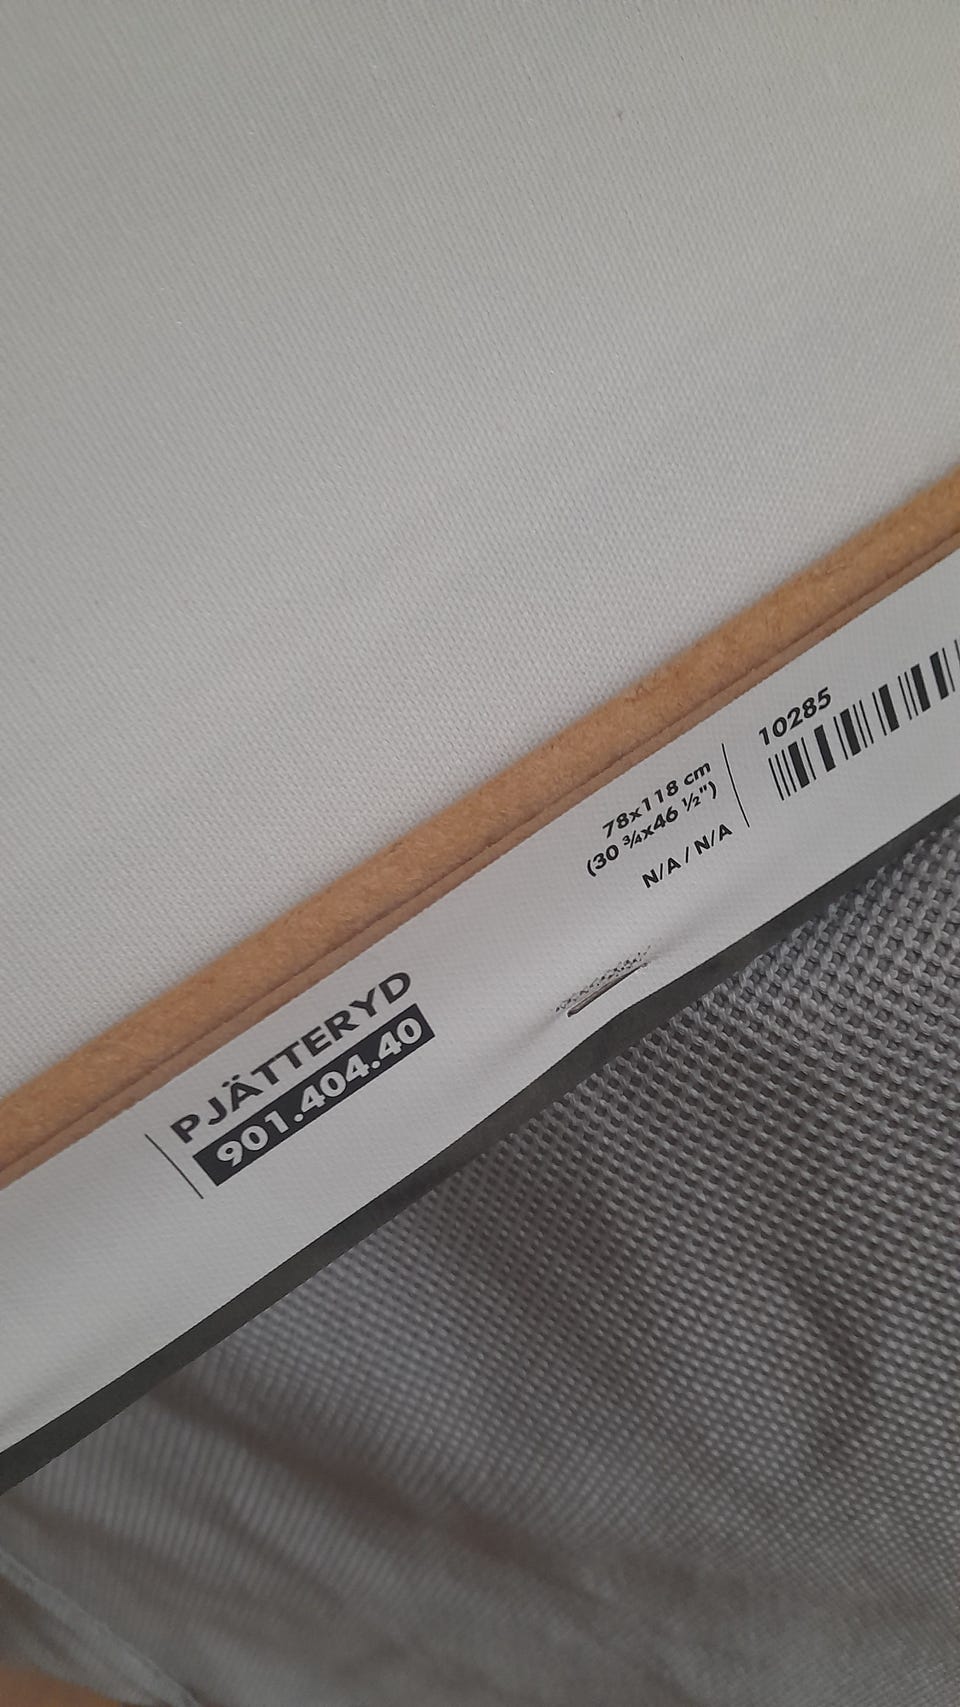 PJÄTTERYD
901.404.40
78x118 cm
(30 ¾x46 ½")
N/A / N/A
10285